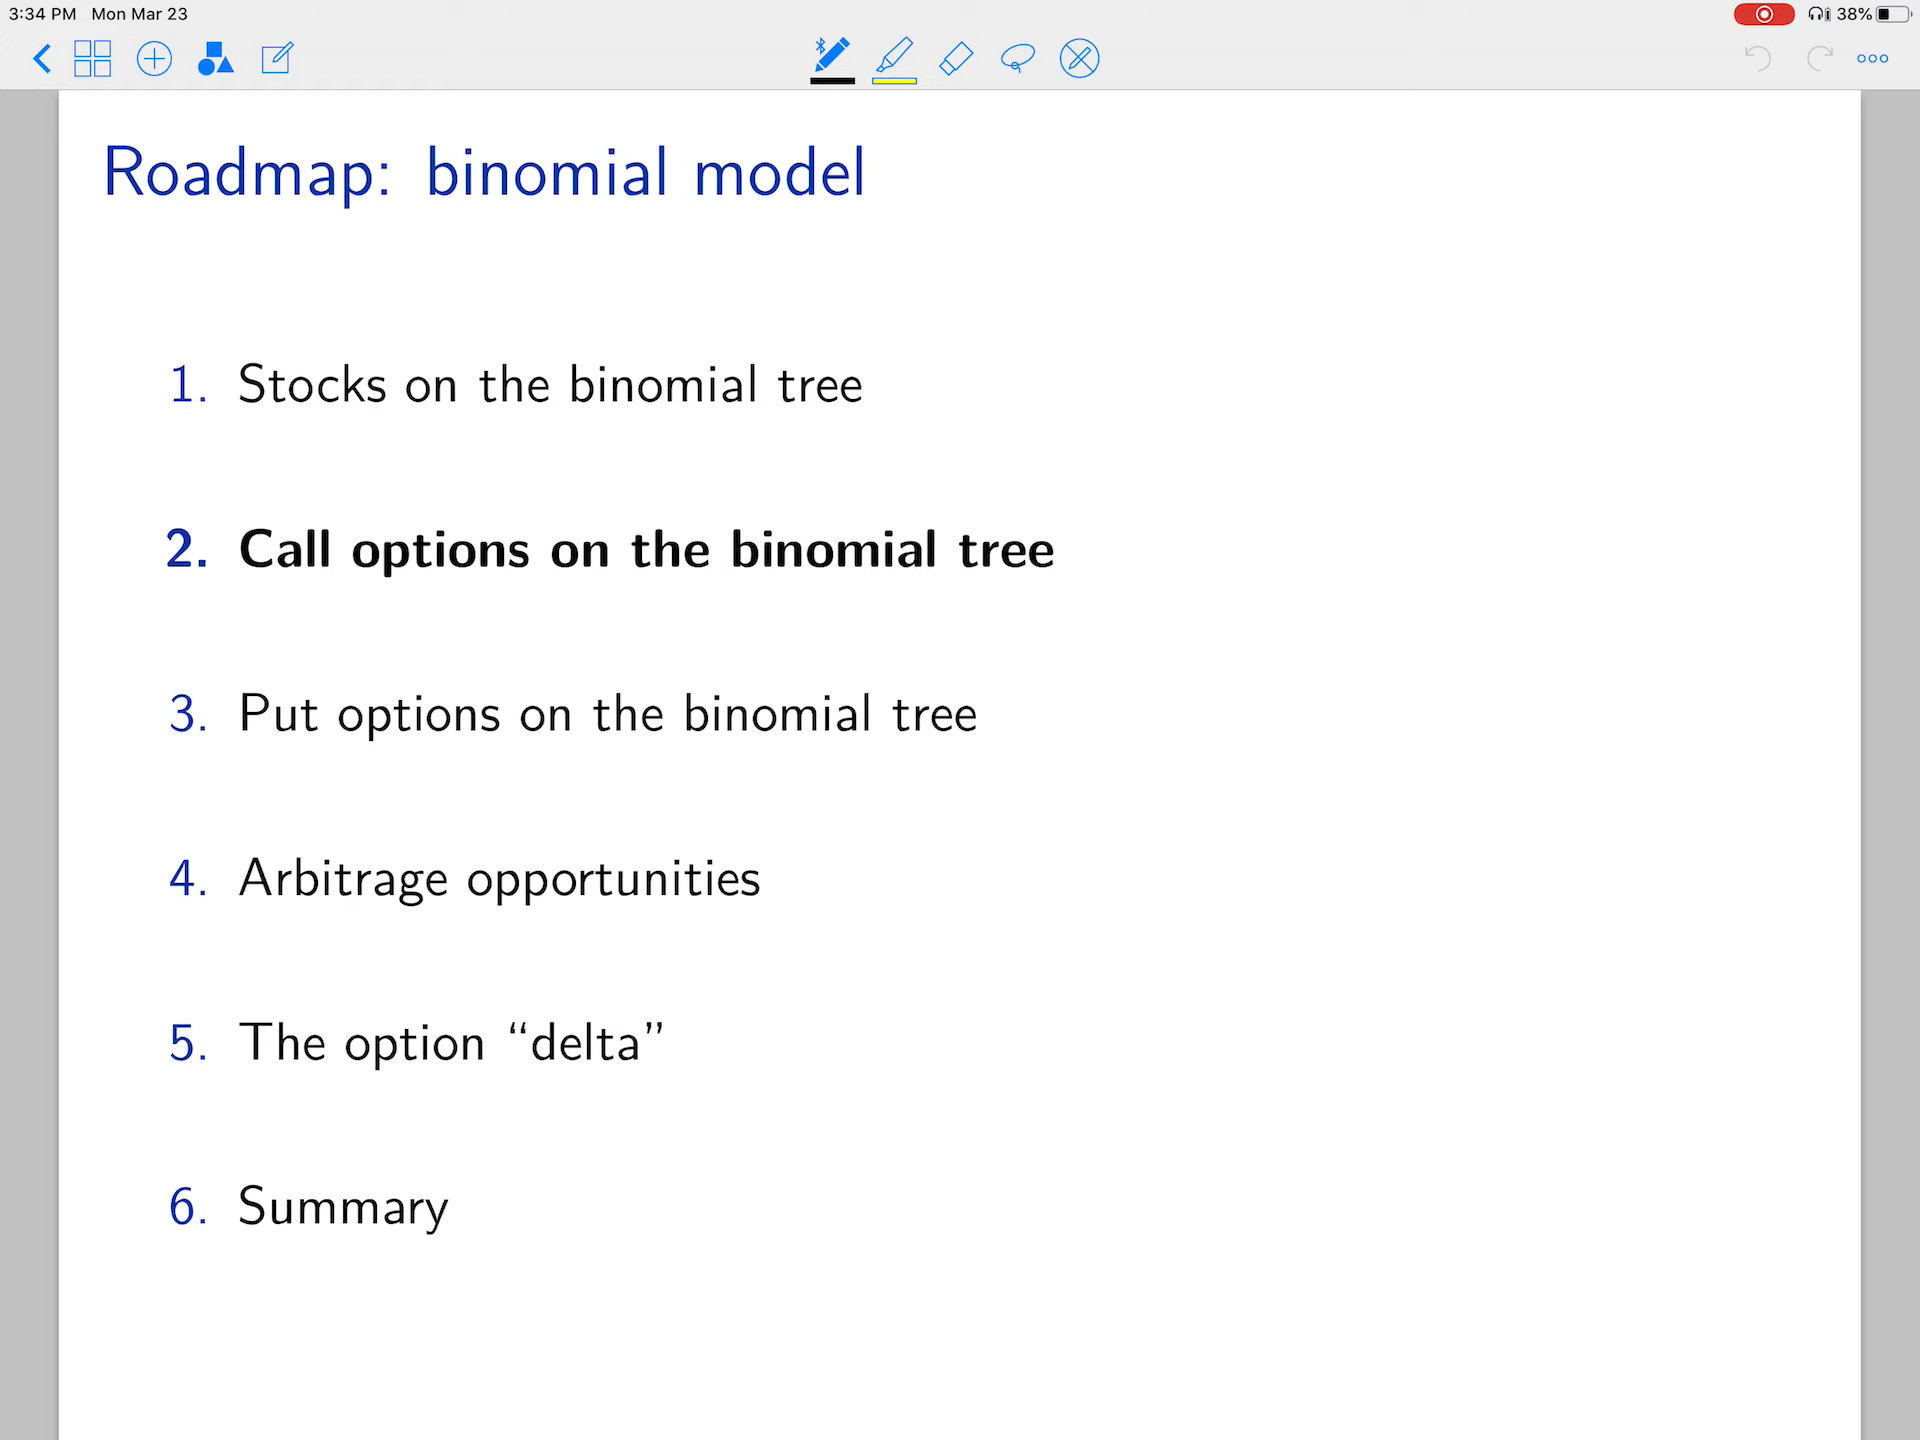 3:34 PM Mon Mar 23 38%
Roadmap: binomial model
1. Stocks on the binomial tree
2. Call options on the binomial tree
3. Put options on the binomial tree
4. Arbitrage opportunities
5. The option “delta”
6. Summary